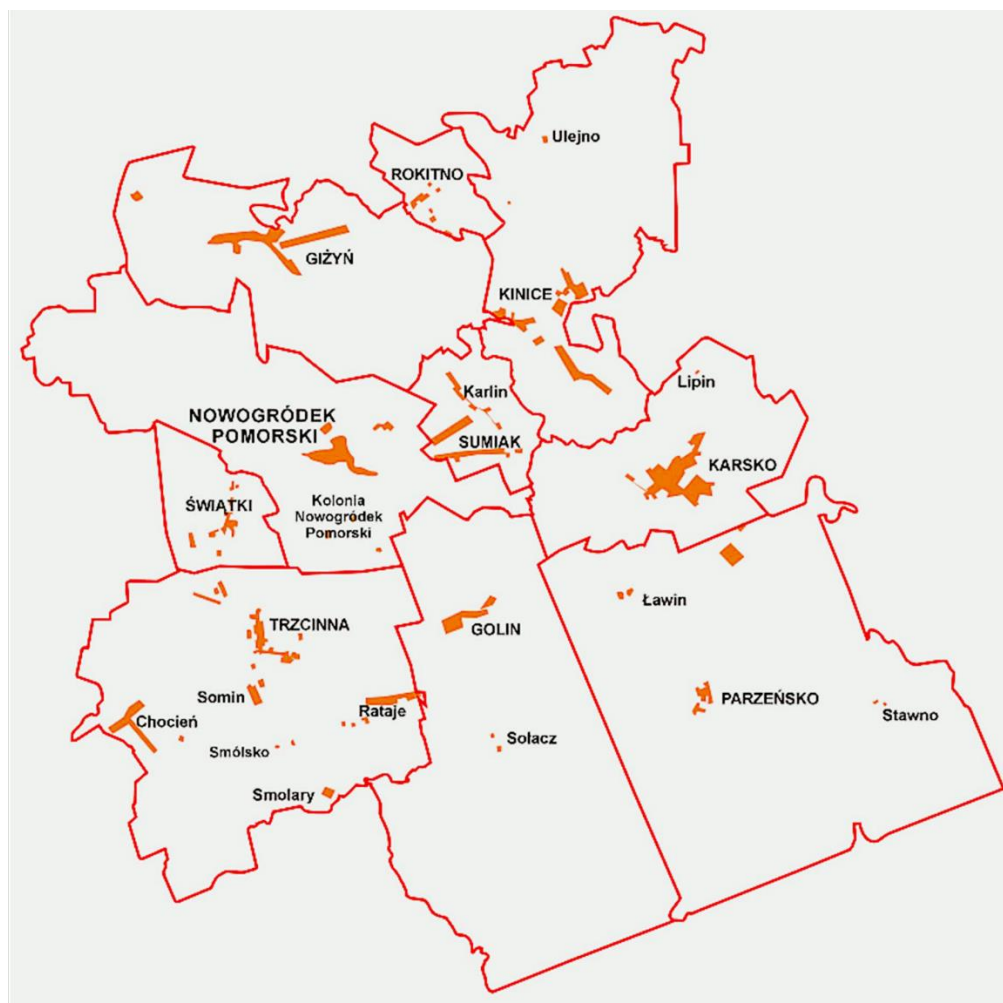 Ulejno
ROKITNO
GIŻYŃ
KINICE
Lipin
Karlin
NOWOGRÓDEK
POMORSKI
SUMIAK
KARSKO
ŚWIĄTKI
Kolonia
Nowogródek
Pomorski
Ławin
TRZCINNA
GOLIN
Somin
PARZEŃSKO
Rataje
Stawno
Chocień
Sołacz
Smólsko
Smolary